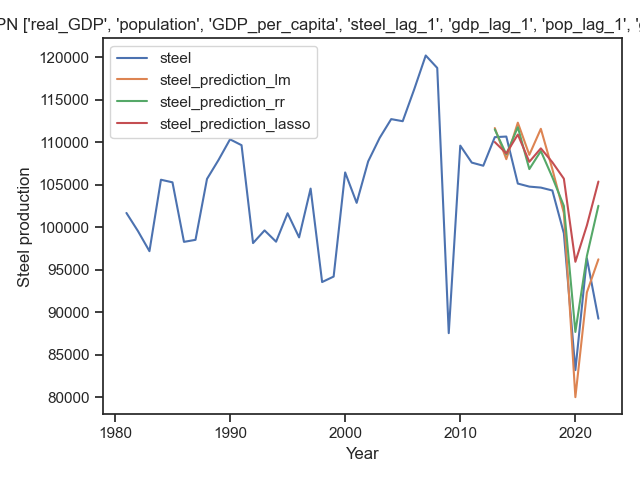 PN ['real_GDP', 'population', 'GDP_per_capita', 'steel_lag_1', 'gdp_lag_1', 'pop_lag_1', 'g
120000
115000
110000
105000
100000
95000
90000
85000
80000
Steel production
steel
steel_prediction_lm
steel_prediction_rr
steel_prediction_lasso
1980
1990
2000
2010
2020
Year